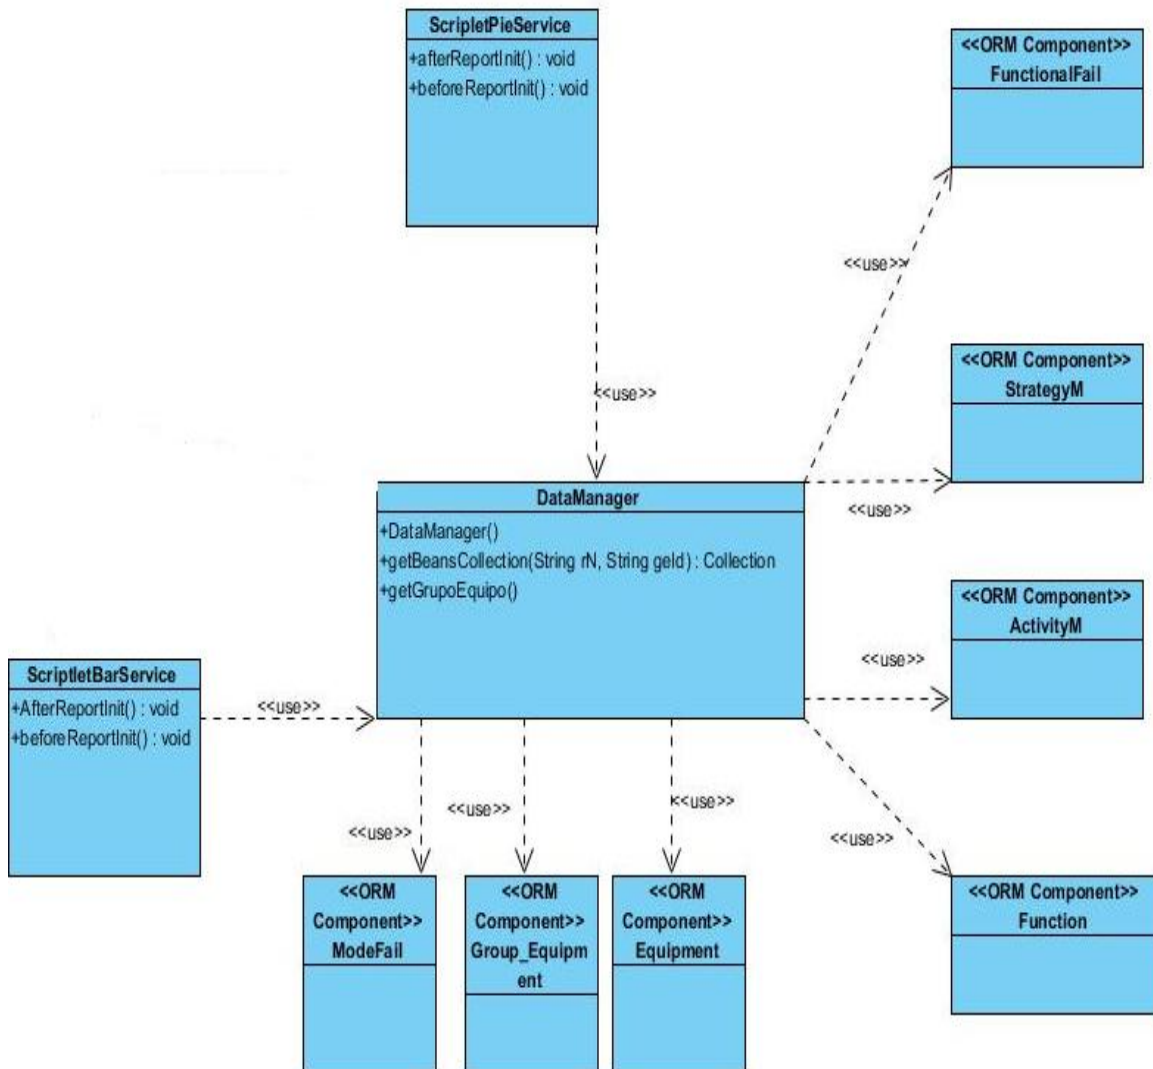 ScripletPieService
+afterReportInit() : void
+beforeReportInit() : void
<<ORM Component>>
FunctionalFail
<<use>>
<<ORM Component>>
StrategyM
<<use>>
<<use>>
DataManager
+DataManager()
+getBeansCollection(String rN, String geId) : Collection
+getGrupoEquipo()
<<ORM Component>>
ActivityM
<<use>>
ScriptletBarService
+AfterReportInit() : void
+beforeReportInit() : void
<<use>>
<<use>>
<<use>>
<<use>>
<<use>>
<<ORM
Component>>
ModeFail
<<ORM
Component>>
Group_Equipm
ent
<<ORM
Component>>
Equipment
<<ORM Component>>
Function